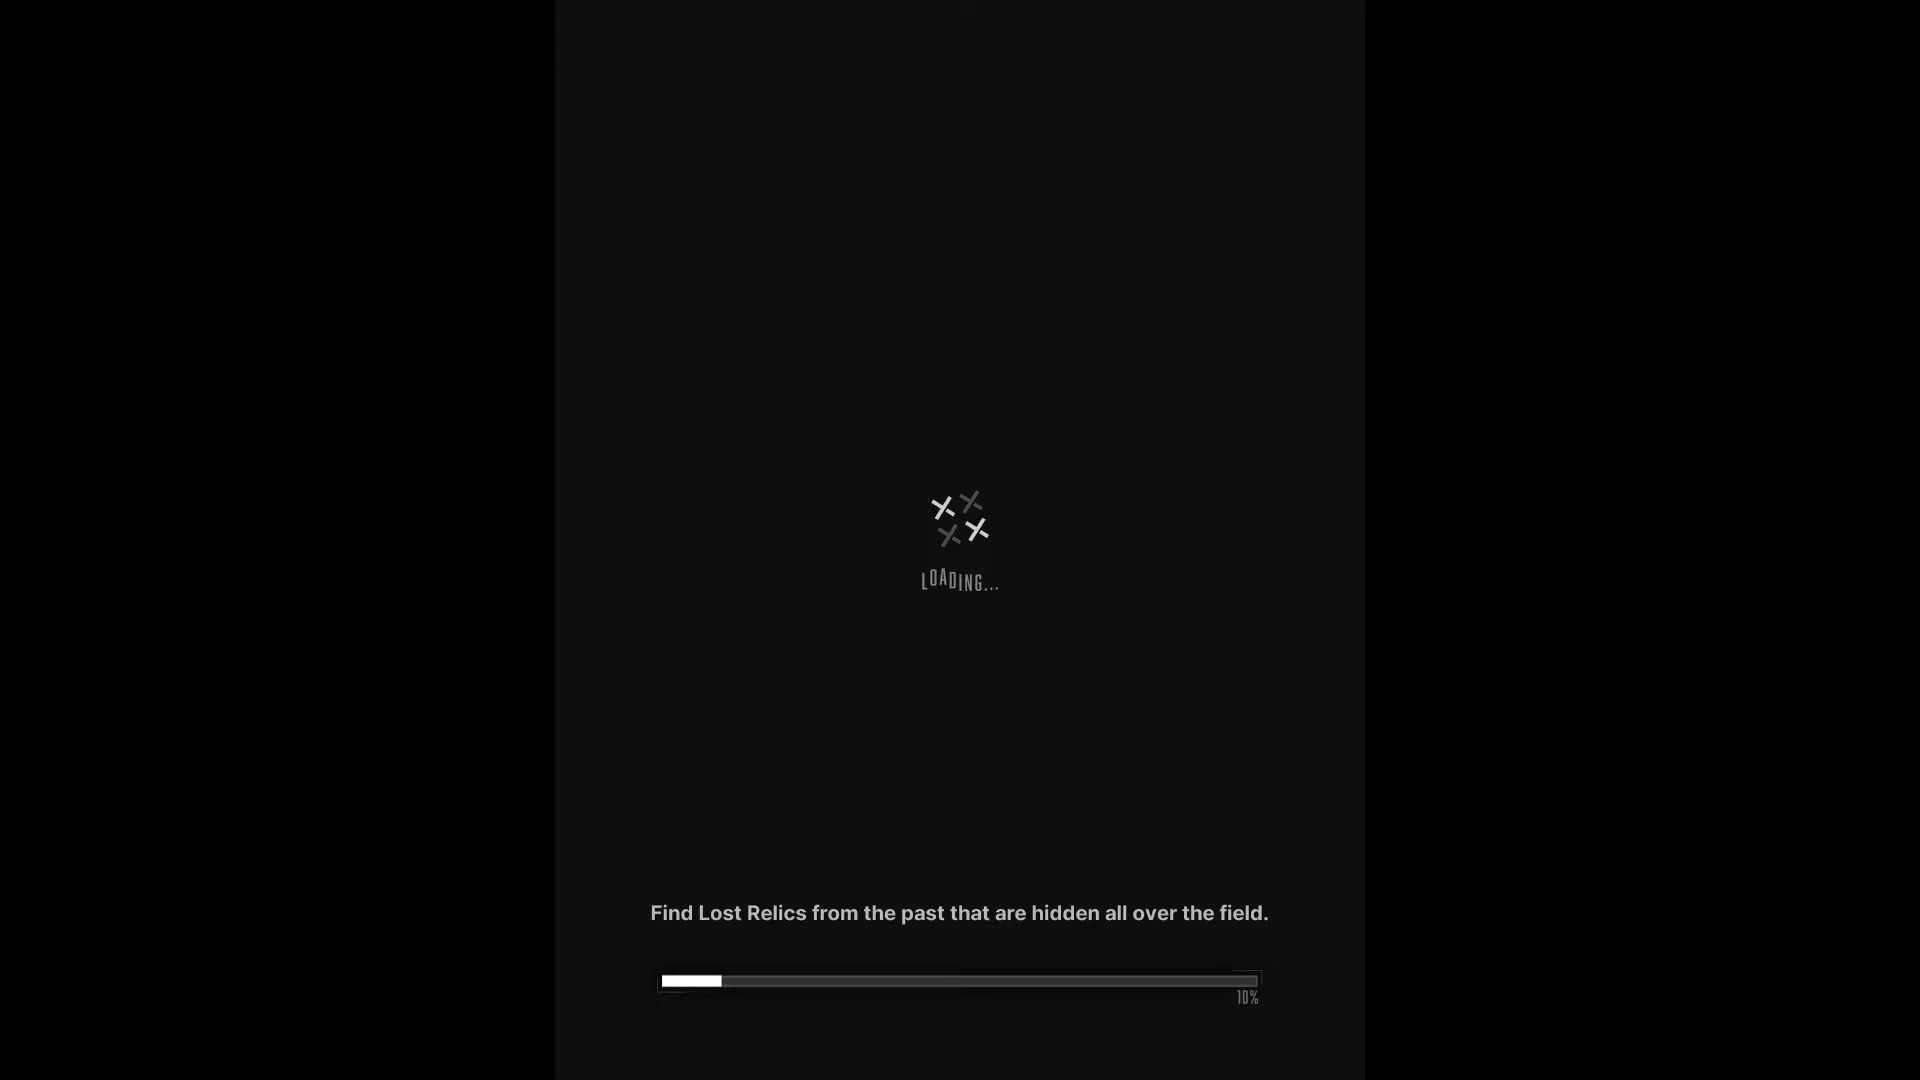 LOADING...
Find Lost Relics from the past that are hidden all over the field.
10%